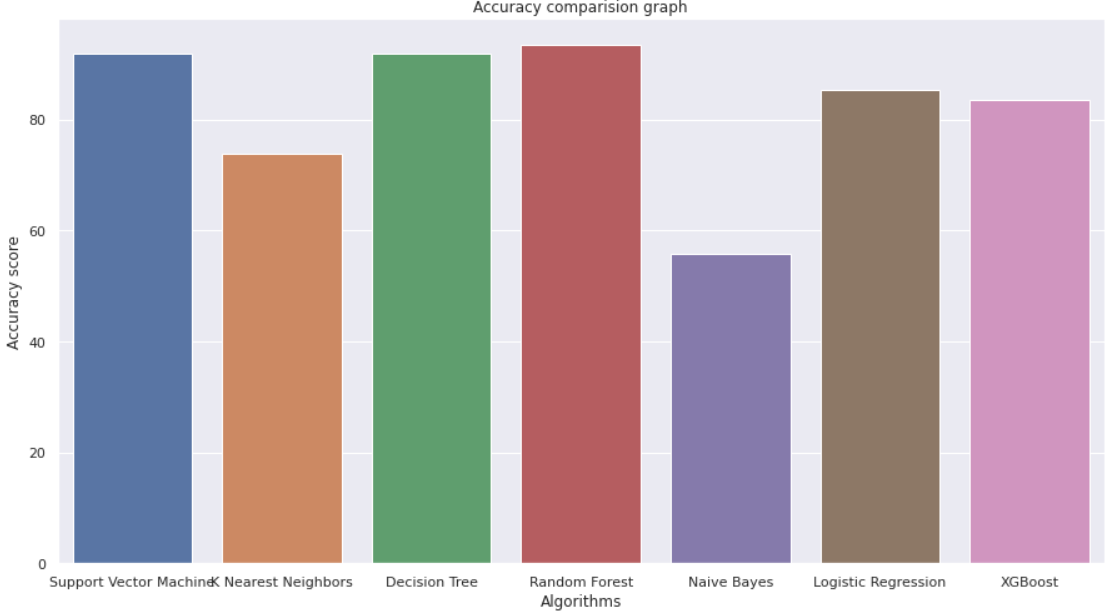 Accuracy comparision graph
80
60
40
20
0
Accuracy score
Support Vector Machine K Nearest Neighbors Decision Tree Random Forest Naive Bayes Logistic Regression XGBoost
Algorithms